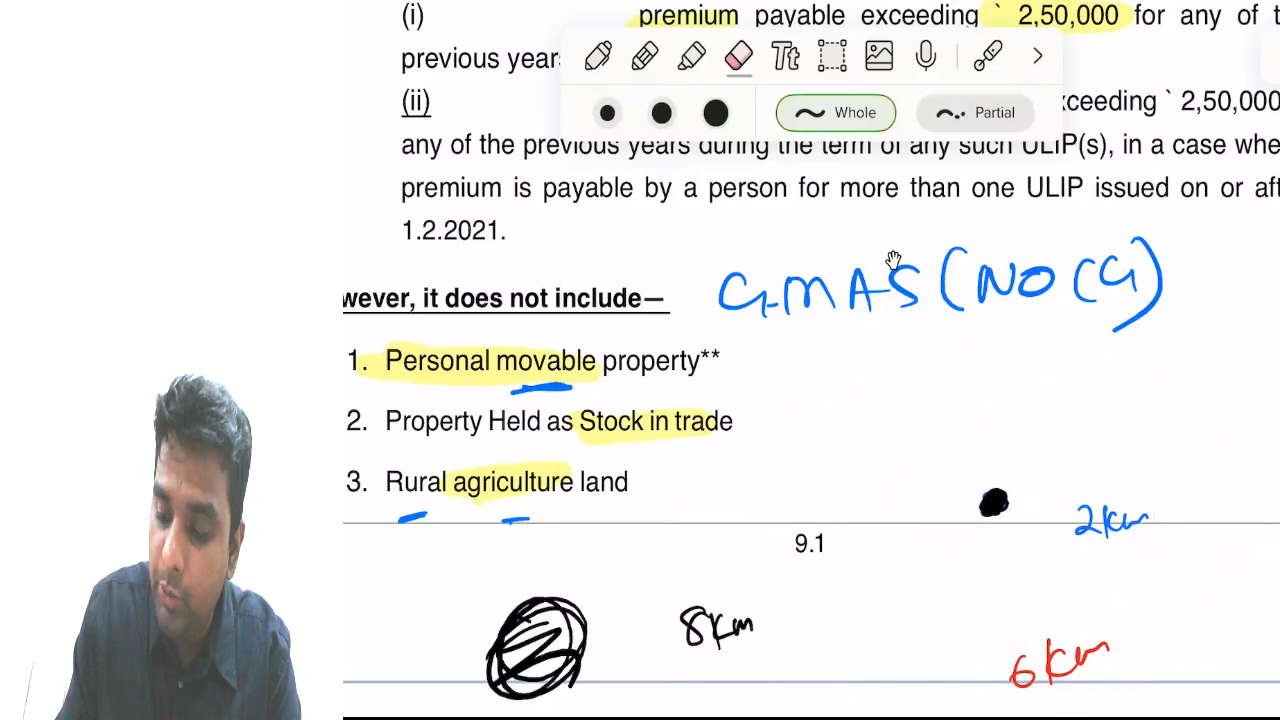 (i) premium payable exceeding ` 2,50,000 for any of t
previous year
Tt
Whole Partial
(ii) xceeding ` 2,50,000
any of the previous years during the term of any such ULIP(s), in a case whe
premium is payable by a person for more than one ULIP issued on or aft
1.2.2021.
GMAS (NO CG)
wever, it does not include—
1. Personal movable property**
2. Property Held as Stock in trade
3. Rural agriculture land
2km
9.1
8km
6km